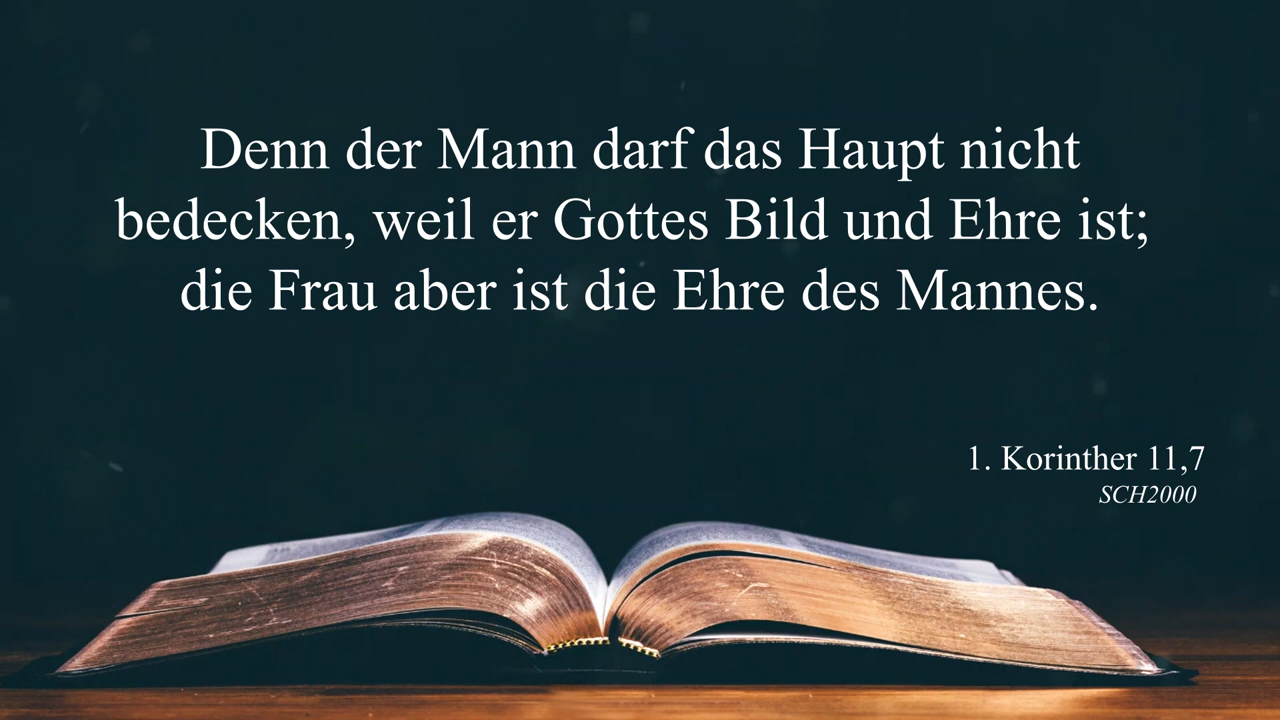 Denn der Mann darf das Haupt nicht
bedecken, weil er Gottes Bild und Ehre ist;
die Frau aber ist die Ehre des Mannes.
1. Korinther 11,7
SCH2000